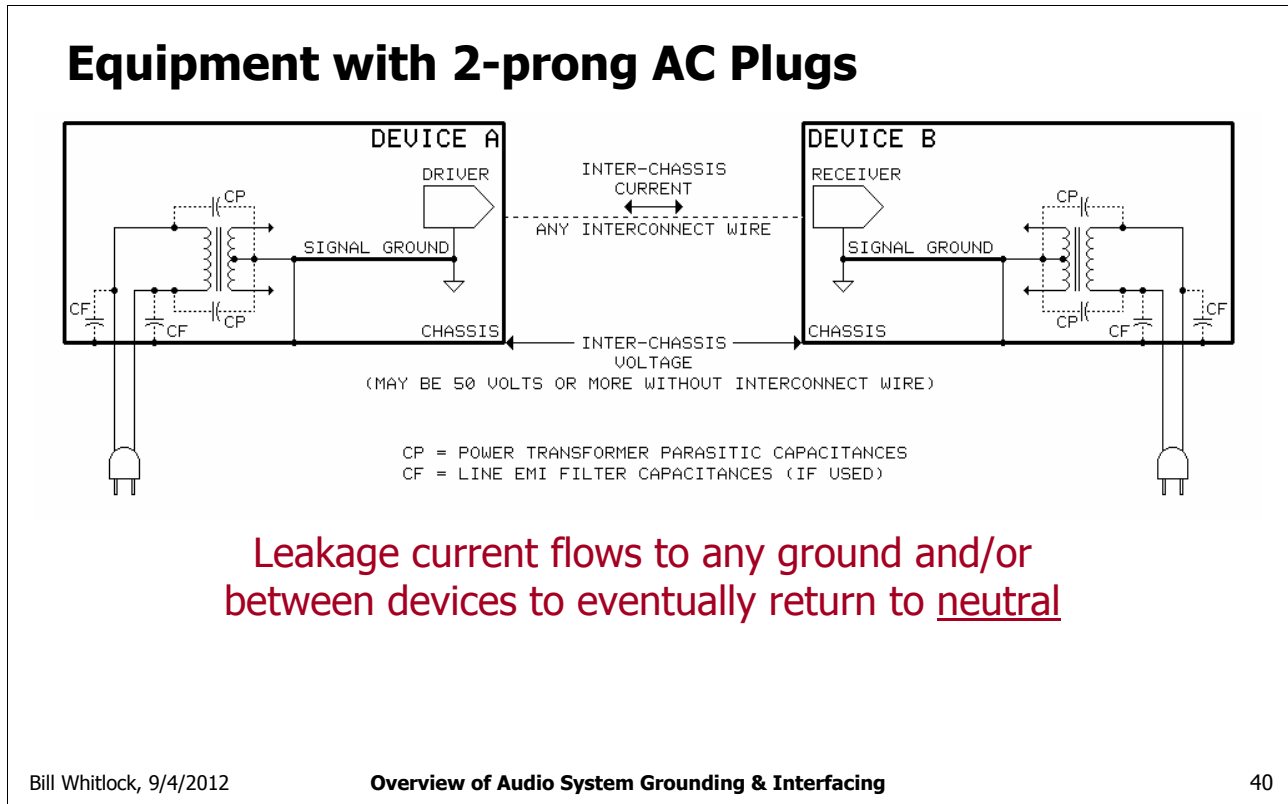 Equipment with 2-prong AC Plugs
DEVICE A
DEVICE B
DRIVER
INTER-CHASSIS
CURRENT
RECEIVER
CP
CP
ANY INTERCONNECT WIRE
SIGNAL GROUND
SIGNAL GROUND
CF
CF
CP
CP
CF
CF
CHASSIS
CHASSIS
INTER-CHASSIS
VOLTAGE
(MAY BE 50 VOLTS OR MORE WITHOUT INTERCONNECT WIRE)
CP = POWER TRANSFORMER PARASITIC CAPACITANCES
CF = LINE EMI FILTER CAPACITANCES (IF USED)
Leakage current flows to any ground and/or
between devices to eventually return to neutral
Bill Whitlock, 9/4/2012
Overview of Audio System Grounding & Interfacing
40